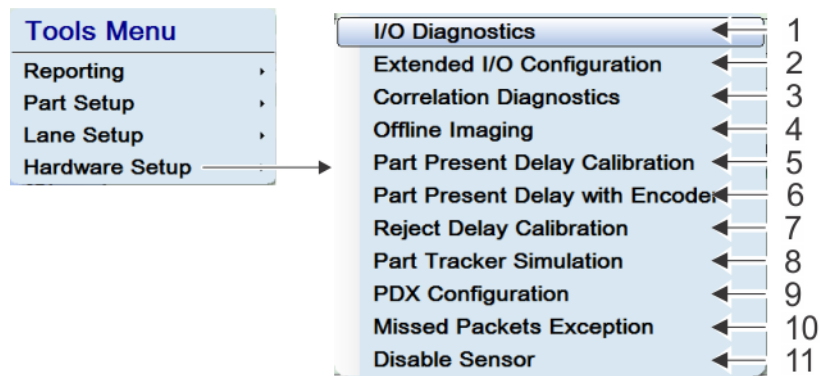 Tools Menu
Reporting
Part Setup
Lane Setup
Hardware Setup
I/O Diagnostics 1
Extended I/O Configuration 2
Correlation Diagnostics 3
Offline Imaging 4
Part Present Delay Calibration 5
Part Present Delay with Encoder 6
Reject Delay Calibration 7
Part Tracker Simulation 8
PDX Configuration 9
Missed Packets Exception 10
Disable Sensor 11